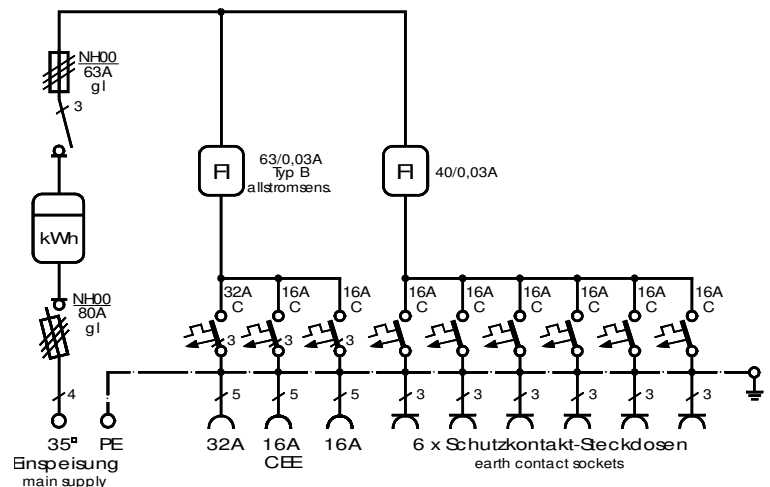 NH00
63A
gl
3
FI
63/0,03A
Typ B
allstromsens.
FI
40/0,03A
kWh
NH00
80A
gl
32A
C
16A
C
16A
C
16A
C
16A
C
16A
C
16A
C
16A
C
16A
C
3
3
3
4
5
5
5
3
3
3
3
3
3
35°
PE
32A
16A
16A
6 x Schutzkontakt-Steckdosen
Einspeisung
CEE
earth contact sockets
main supply